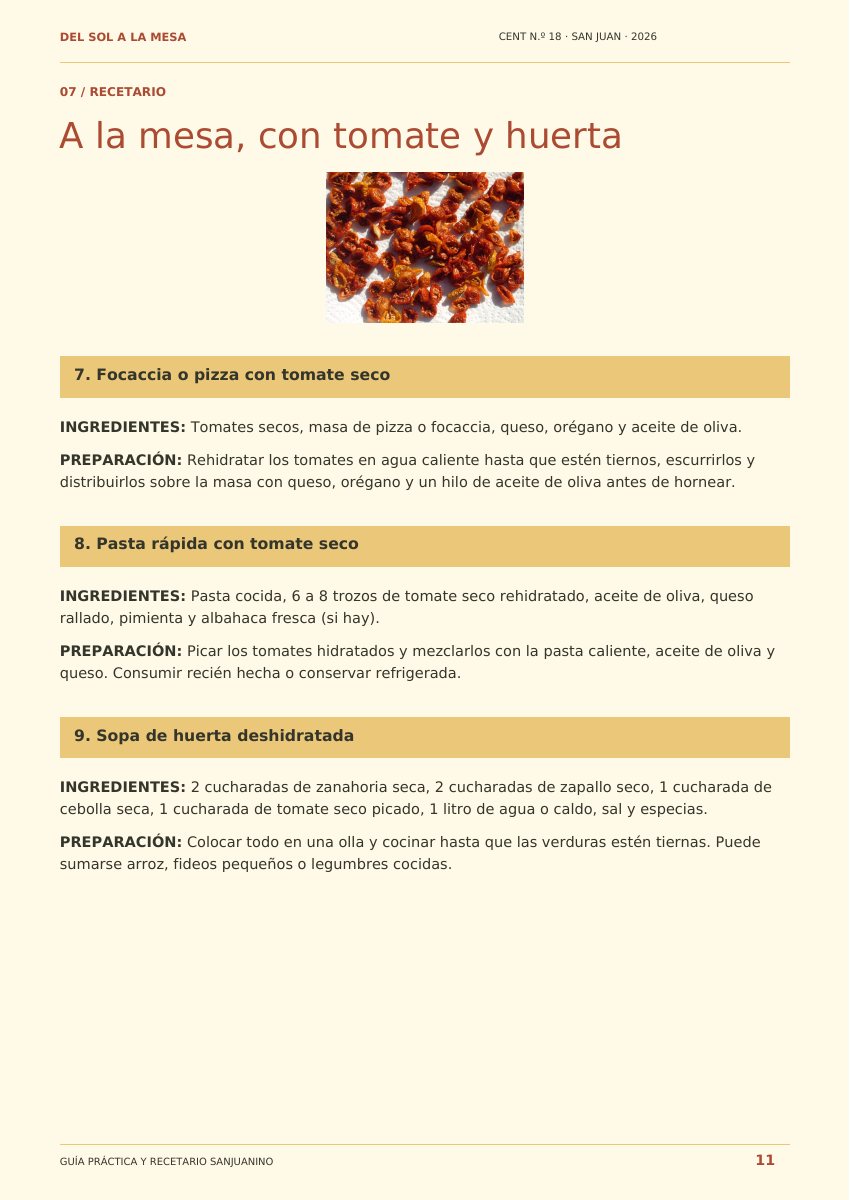 DEL SOL A LA MESA
CENT N.º 18 · SAN JUAN · 2026
07 / RECETARIO
A la mesa, con tomate y huerta
7. Focaccia o pizza con tomate seco
INGREDIENTES: Tomates secos, masa de pizza o focaccia, queso, orégano y aceite de oliva.
PREPARACIÓN: Rehidratar los tomates en agua caliente hasta que estén tiernos, escurrirlos y
distribuirlos sobre la masa con queso, orégano y un hilo de aceite de oliva antes de hornear.
8. Pasta rápida con tomate seco
INGREDIENTES: Pasta cocida, 6 a 8 trozos de tomate seco rehidratado, aceite de oliva, queso
rallado, pimienta y albahaca fresca (si hay).
PREPARACIÓN: Picar los tomates hidratados y mezclarlos con la pasta caliente, aceite de oliva y
queso. Consumir recién hecha o conservar refrigerada.
9. Sopa de huerta deshidratada
INGREDIENTES: 2 cucharadas de zanahoria seca, 2 cucharadas de zapallo seco, 1 cucharada de
cebolla seca, 1 cucharada de tomate seco picado, 1 litro de agua o caldo, sal y especias.
PREPARACIÓN: Colocar todo en una olla y cocinar hasta que las verduras estén tiernas. Puede
sumarse arroz, fideos pequeños o legumbres cocidas.
GUÍA PRÁCTICA Y RECETARIO SANJUANINO
11